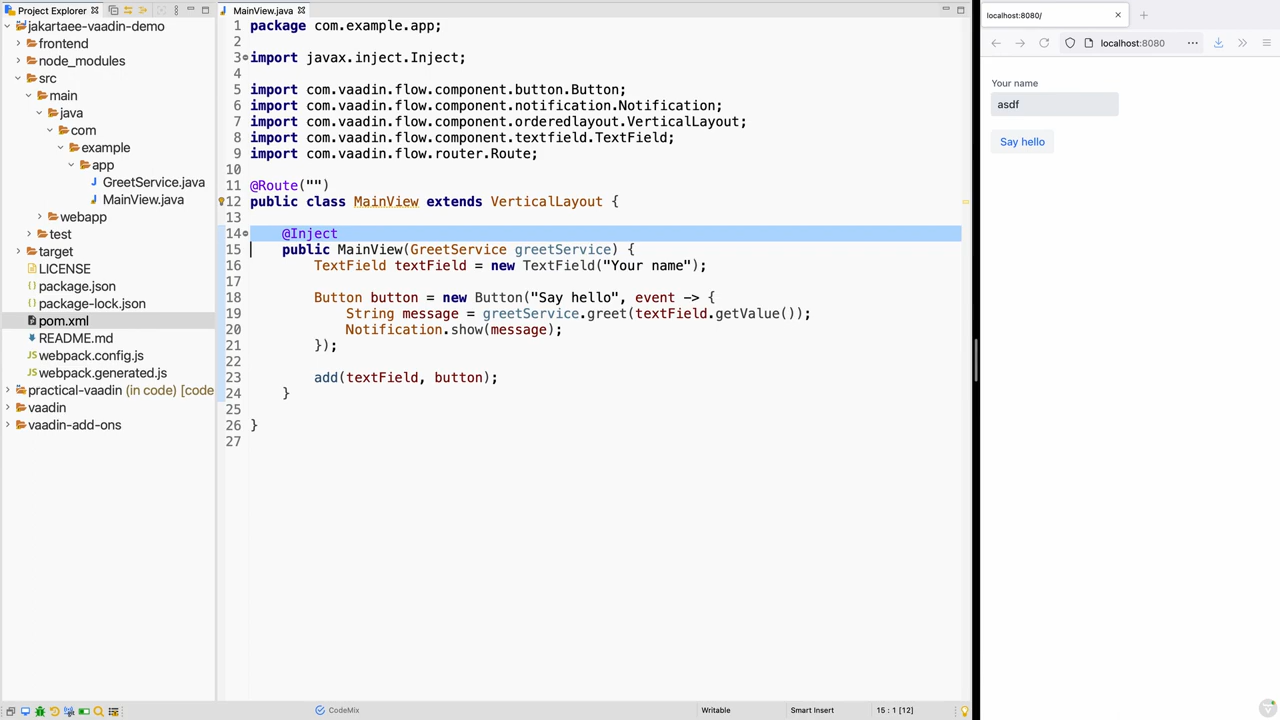 Project Explorer
jakartaee-vaadin-demo
frontend
node_modules
src
main
java
com
example
app
GreetService.java
MainView.java
webapp
test
target
LICENSE
package.json
package-lock.json
pom.xml
README.md
webpack.config.js
webpack.generated.js
practical-vaadin (in code) [code
vaadin
vaadin-add-ons
MainView.java
1 package com.example.app;
2
3 import javax.inject.Inject;
4
5 import com.vaadin.flow.component.button.Button;
6 import com.vaadin.flow.component.notification.Notification;
7 import com.vaadin.flow.component.orderedlayout.VerticalLayout;
8 import com.vaadin.flow.component.textfield.TextField;
9 import com.vaadin.flow.router.Route;
10
11 @Route("")
12 public class MainView extends VerticalLayout {
13
14 @Inject
15 public MainView(GreetService greetService) {
16 TextField textField = new TextField("Your name");
17
18 Button button = new Button("Say hello", event -> {
19 String message = greetService.greet(textField.getValue());
20 Notification.show(message);
21 });
22
23 add(textField, button);
24 }
25
26 }
27
localhost:8080/
localhost:8080
Your name
asdf
Say hello
CodeMix
Writable
Smart Insert
15 : 1 [12]